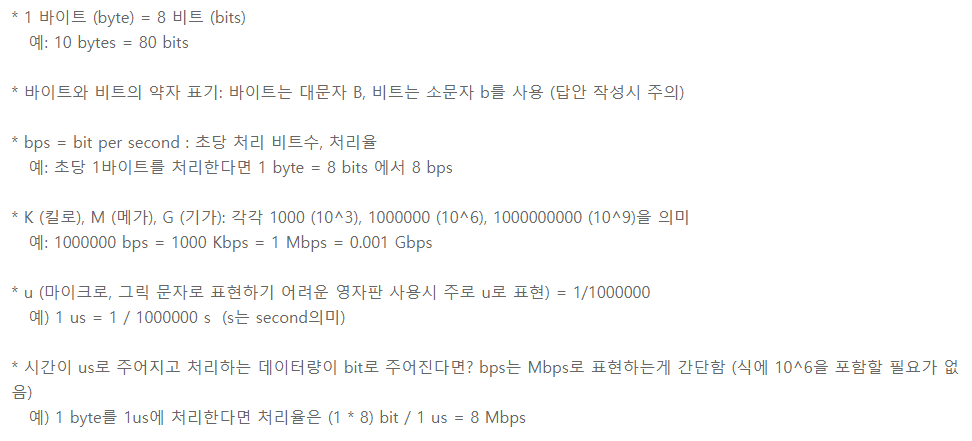 * 1 바이트 (byte) = 8 비트 (bits)
예: 10 bytes = 80 bits
* 바이트와 비트의 약자 표기: 바이트는 대문자 B, 비트는 소문자 b를 사용 (답안 작성시 주의)
* bps = bit per second : 초당 처리 비트수, 처리율
예: 초당 1바이트를 처리한다면 1 byte = 8 bits 에서 8 bps
* K (킬로), M (메가), G (기가): 각각 1000 (10^3), 1000000 (10^6), 1000000000 (10^9)을 의미
예: 1000000 bps = 1000 Kbps = 1 Mbps = 0.001 Gbps
* u (마이크로, 그릭 문자로 표현하기 어려운 영자판 사용시 주로 u로 표현) = 1/1000000
예) 1 us = 1 / 1000000 s (s는 second의미)
* 시간이 us로 주어지고 처리하는 데이터량이 bit로 주어진다면? bps는 Mbps로 표현하는게 간단함 (식에 10^6을 포함할 필요가 없
음)
예) 1 byte를 1us에 처리한다면 처리율은 (1 * 8) bit / 1 us = 8 Mbps